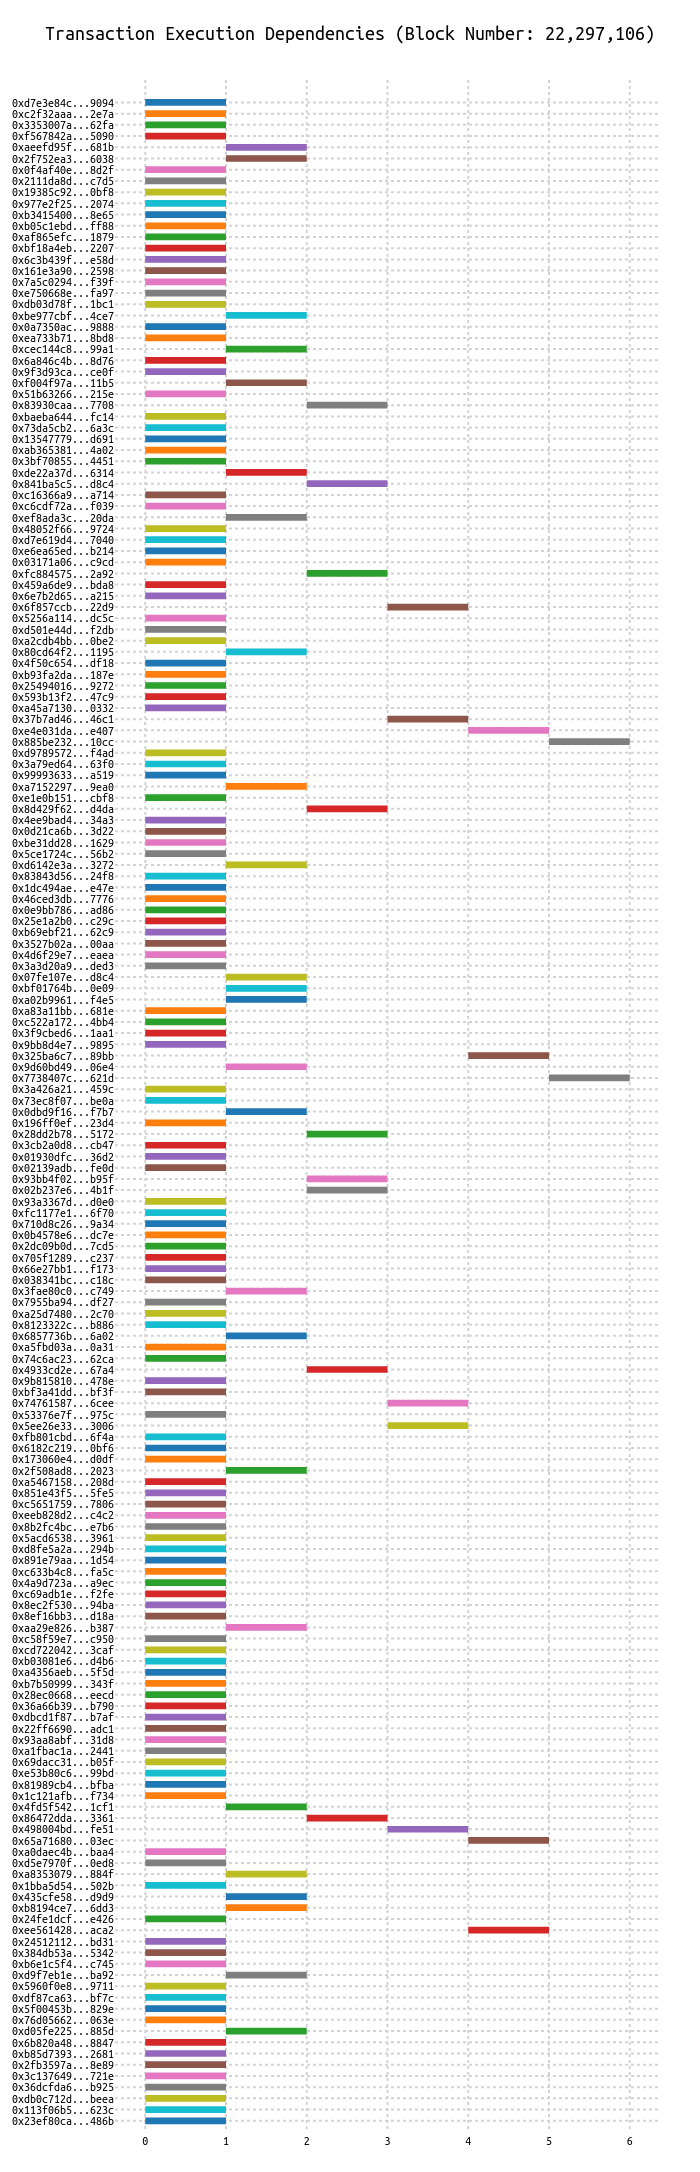 Transaction Execution Dependencies (Block Number: 22,297,106)
0xd7e3e84c...9094
0xc2f32aaa...2e7a
0x3353007a...62fa
0xf567842a...5090
0xaeefd95f...681b
0x2f752ea3...6038
0x0f4af40e...8d2f
0x2111da8d...c7d5
0x19385c92...0bf8
0x977e2f25...2074
0xb3415400...8e65
0xb05c1ebd...ff88
0xaf865efc...1879
0xbf18a4eb...2207
0x6c3b439f...e58d
0x161e3a90...2598
0x7a5c0294...f39f
0xe750668e...fa97
0xdb03d78f...1bc1
0xbe977cbf...4ce7
0x0a7350ac...9888
0xea733b71...8bd8
0xcec144c8...99a1
0x6a846c4b...8d76
0x9f3d93ca...ce0f
0xf004f97a...11b5
0x51b63266...215e
0x83930caa...7708
0xbaeba644...fc14
0x73da5cb2...6a3c
0x13547779...d691
0xab365381...4a02
0x3bf70855...4451
0xde22a37d...6314
0x841ba5c5...d8c4
0xc16366a9...a714
0xc6cdf72a...f039
0xef8ada3c...20da
0x48052f66...9724
0xd7e619d4...7040
0xe6ea65ed...b214
0x03171a06...c9cd
0xfc884575...2a92
0x459a6de9...bda8
0x6e7b2d65...a215
0x6f857ccb...22d9
0x5256a114...dc5c
0xd501e44d...f2db
0xa2cdb4bb...0be2
0x80cd64f2...1195
0x4f50c654...df18
0xb93fa2da...187e
0x25494016...9272
0x593b13f2...47c9
0xa45a7130...0332
0x37b7ad46...46c1
0xe4e031da...e407
0x885be232...10cc
0xd9789572...f4ad
0x3a79ed64...63f0
0x99993633...a519
0xa7152297...9ea0
0xe1e0b151...cbf8
0x8d429f62...d4da
0x4ee9bad4...34a3
0x0d21ca6b...3d22
0xbe31dd28...1629
0x5ce1724c...56b2
0xd6142e3a...3272
0x83843d56...24f8
0x1dc494ae...e47e
0x46ced3db...7776
0x0e9bb786...ad86
0x25e1a2b0...c29c
0xb69ebf21...62c9
0x3527b02a...00aa
0x4d6f29e7...eaea
0x3a3d20a9...ded3
0x07fe107e...d8c4
0xbf01764b...0e09
0xa02b9961...f4e5
0xa83a11bb...681e
0xc522a172...4bb4
0x3f9cbed6...1aa1
0x9bb8d4e7...9895
0x325ba6c7...89bb
0x9d60bd49...06e4
0x7738407c...621d
0x3a426a21...459c
0x73ec8f07...be0a
0x0dbd9f16...f7b7
0x196ff0ef...23d4
0x28dd2b78...5172
0x3cb2a0d8...cb47
0x01930dfc...36d2
0x02139adb...fe0d
0x93bb4f02...b95f
0x02b237e6...4b1f
0x93a3367d...d0e0
0xfc1177e1...6f70
0x710d8c26...9a34
0x0b4578e6...dc7e
0x2dc09b0d...7cd5
0x705f1289...c237
0x66e27bb1...f173
0x038341bc...c18c
0x3fae80c0...c749
0x7955ba94...df27
0xa25d7480...2c70
0x8123322c...b886
0x6857736b...6a02
0xa5fbd03a...0a31
0x74c6ac23...62ca
0x4933cd2e...67a4
0x9b815810...478e
0xbf3a41dd...bf3f
0x74761587...6cee
0x53376e7f...975c
0x5ee26e33...3006
0xfb801cbd...6f4a
0x6182c219...0bf6
0x173060e4...d0df
0x2f508ad8...2023
0xa5467158...208d
0x851e43f5...5fe5
0xc5651759...7806
0xeeb828d2...c4c2
0x8b2fc4bc...e7b6
0x5acd6538...3961
0xd8fe5a2a...294b
0x891e79aa...1d54
0xc633b4c8...fa5c
0x4a9d723a...a9ec
0xc69adb1e...f2fe
0x8ec2f530...94ba
0x8ef16bb3...d18a
0xaa29e826...b387
0xc58f59e7...c950
0xcd722042...3caf
0xb03081e6...d4b6
0xa4356aeb...5f5d
0xb7b50999...343f
0x28ec0668...eecd
0x36a66b39...b790
0xdbcd1f87...b7af
0x22ff6690...adc1
0x93aa8abf...31d8
0xa1fbac1a...2441
0x69dacc31...b05f
0xe53b80c6...99bd
0x81989cb4...bfba
0x1c121afb...f734
0x4fd5f542...1cf1
0x86472dda...3361
0x498004bd...fe51
0x65a71680...03ec
0xa0daec4b...baa4
0xd5e7970f...0ed8
0xa8353079...884f
0x1bba5d54...502b
0x435cfe58...d9d9
0xb8194ce7...6dd3
0x24fe1dcf...e426
0xee561428...aca2
0x24512112...bd31
0x384db53a...5342
0xb6e1c5f4...c745
0xd9f7eb1e...ba92
0x5960f0e8...9711
0xdf87ca63...bf7c
0x5f00453b...829e
0x76d05662...063e
0xd05fe225...885d
0x6b820a48...8847
0xb85d7393...2681
0x2fb3597a...8e89
0x3c137649...721e
0x36dcfda6...b925
0xdb0c712d...beea
0x113f06b5...623c
0x23ef80ca...486b
0 1 2 3 4 5 6